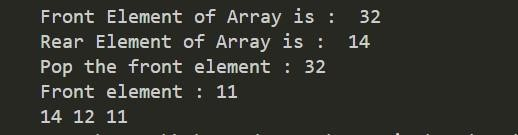 Front Element of Array is :  32
Rear Element of Array is :  14
Pop the front element : 32
Front element : 11
14 12 11